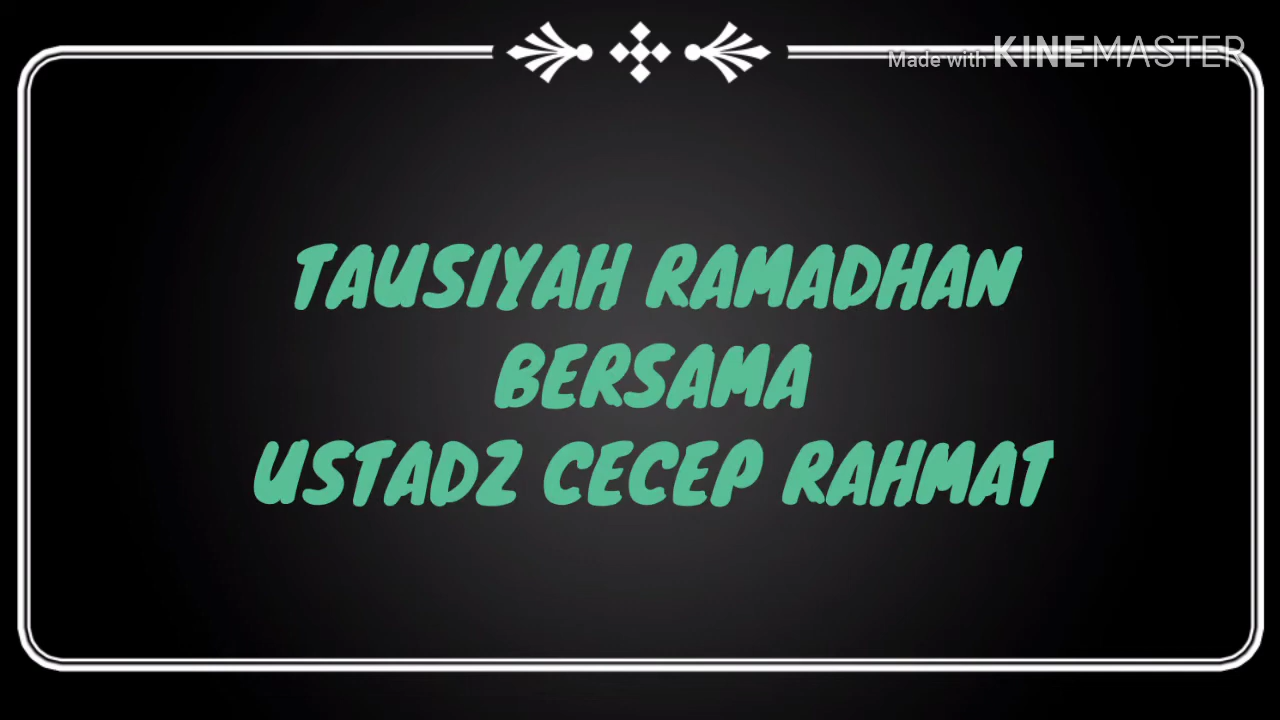 Made with KINEMASTER
TAUSIYAH RAMADHAN
BERSAMA
USTADZ CECEP RAHMAT